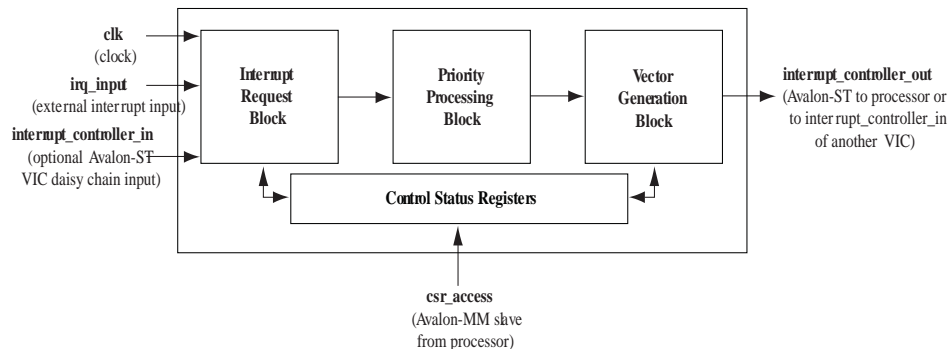 clk
(clock)
irq_input
(external interrupt input)
interrupt_controller_in
(optional Avalon-ST
VIC daisy chain input)
Interrupt
Request
Block
Priority
Processing
Block
Vector
Generation
Block
Control Status Registers
interrupt_controller_out
(Avalon-ST to processor or
to interrupt_controller_in
of another VIC)
csr_access
(Avalon-MM slave
from processor)